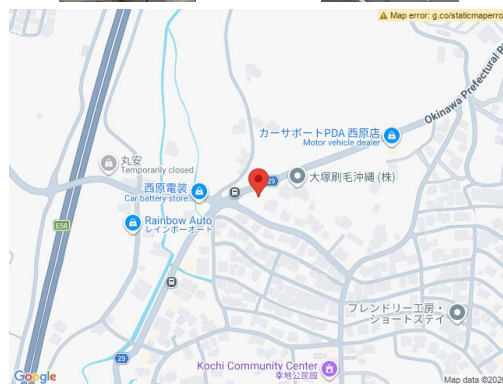 Map error: g.co/staticmaperro
Okinawa Prefectural R
カーサポートPDA 西原店
Motor vehicle dealer
丸安
Temporarily closed
29
大塚刷毛沖縄 (株)
西原電装
Car battery store
E58
Rainbow Auto
レインボーオート
フレンドリー工房・
ショートステイ
29
Kochi Community Center
幸地公民館
Google
Map data ©202